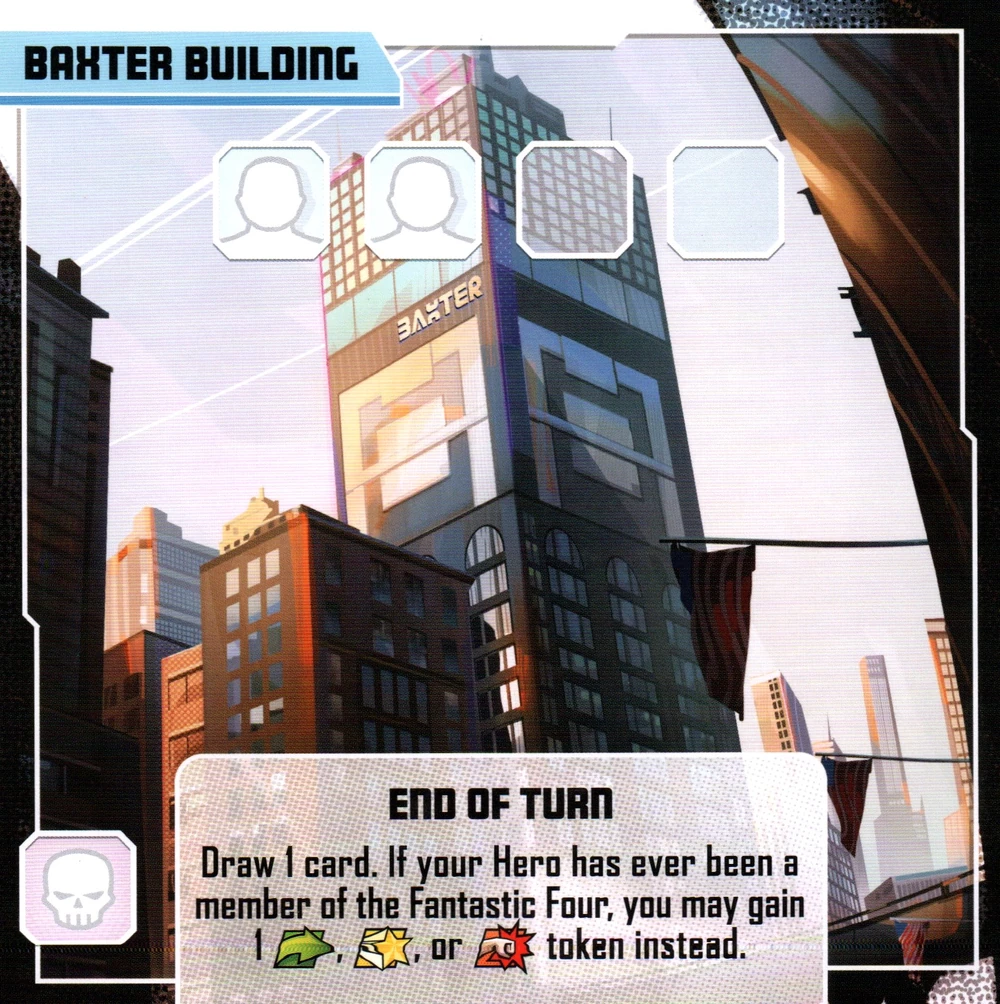 BAXTER BUILDING
BAXTER
END OF TURN
Draw 1 card. If your Hero has ever been a
member of the Fantastic Four, you may gain
1 , , or token instead.